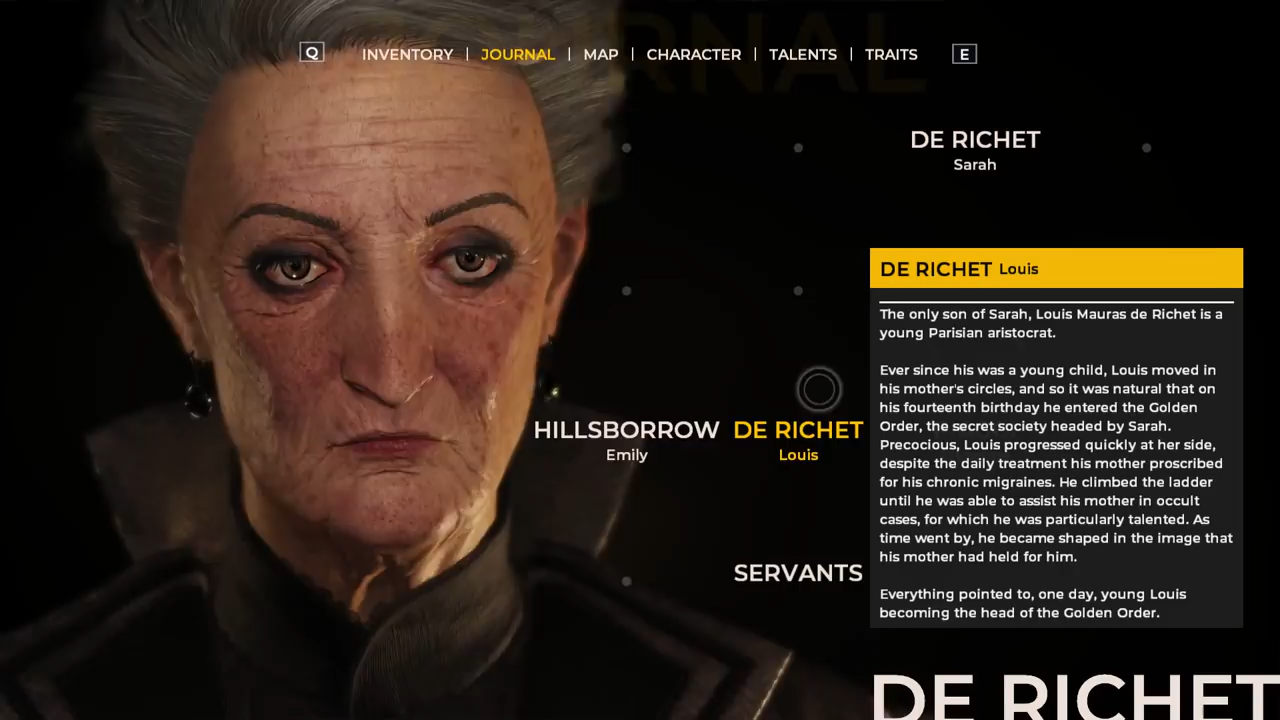 Q INVENTORY | JOURNAL | MAP | CHARACTER | TALENTS | TRAITS E
DE RICHET
Sarah
DE RICHET Louis
The only son of Sarah, Louis Mauras de Richet is a
young Parisian aristocrat.
Ever since his was a young child, Louis moved in
his mother's circles, and so it was natural that on
his fourteenth birthday he entered the Golden
Order, the secret society headed by Sarah.
Precocious, Louis progressed quickly at her side,
despite the daily treatment his mother proscribed
for his chronic migraines. He climbed the ladder
until he was able to assist his mother in occult
cases, for which he was particularly talented. As
time went by, he became shaped in the image that
his mother had held for him.
Everything pointed to, one day, young Louis
becoming the head of the Golden Order.
HILLSBORROW
Emily
DE RICHET
Louis
SERVANTS
DE RICHET